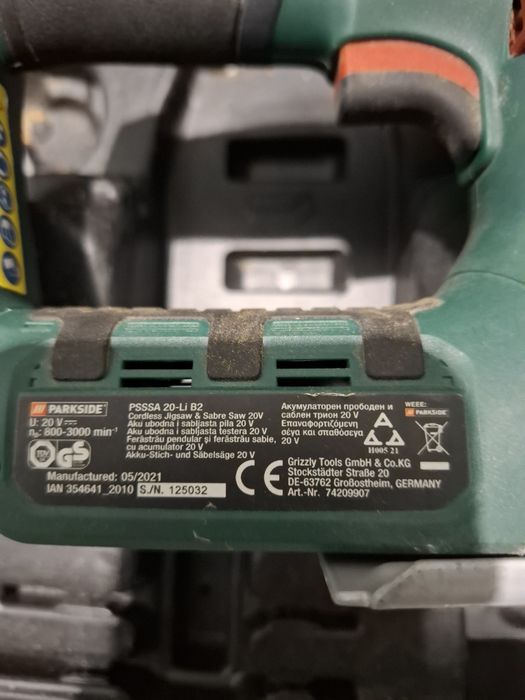 PARKSIDE®
U: 20 V
n₀: 800-3000 min⁻¹
PSSSA 20-Li B2
Cordless Jigsaw & Sabre Saw 20V
Aku ubodna i sabljasta pila 20 V
Aku ubodna i sabljasta testera 20 V
Ferăstrău pendular și ferăstrău sabie,
cu acumulator 20 V
Akku-Stich- und Säbelsäge 20 V
Акумулаторен прободен и
саблен трион 20 V
Επαναφορτιζόμενη
σέγα και σπαθόσεγα
20 V
H005 21
WEEE:
PARKSIDE
GS
Manufactured: 05/2021
IAN 354641_2010 S./N. 125032
CE
Grizzly Tools GmbH & Co.KG
Stockstädter Straße 20
DE-63762 Großostheim, GERMANY
Art.-Nr. 74209907